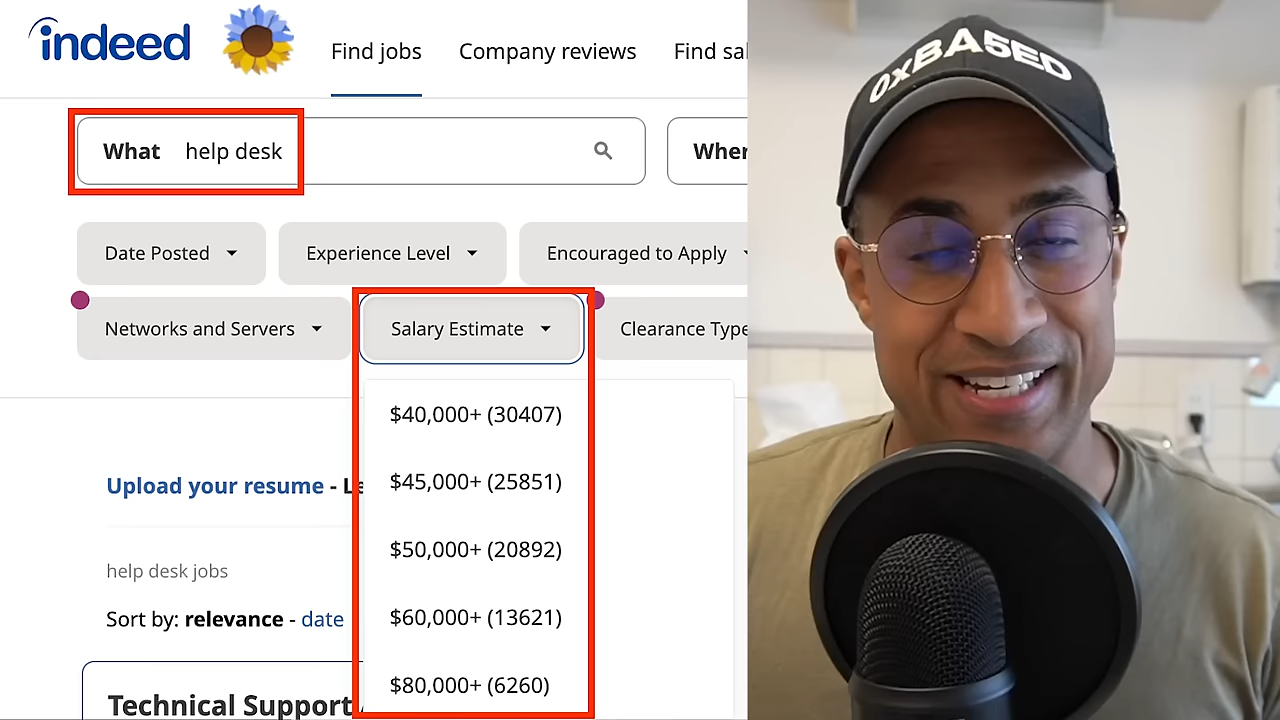 indeed
Find jobs
Company reviews
Find sal
What
help desk
Wher
Date Posted
Experience Level
Encouraged to Apply
Networks and Servers
Salary Estimate
Clearance Type
$40,000+ (30407)
$45,000+ (25851)
$50,000+ (20892)
$60,000+ (13621)
$80,000+ (6260)
Upload your resume - Le
help desk jobs
Sort by: relevance - date
Technical Support
0xBA5ED